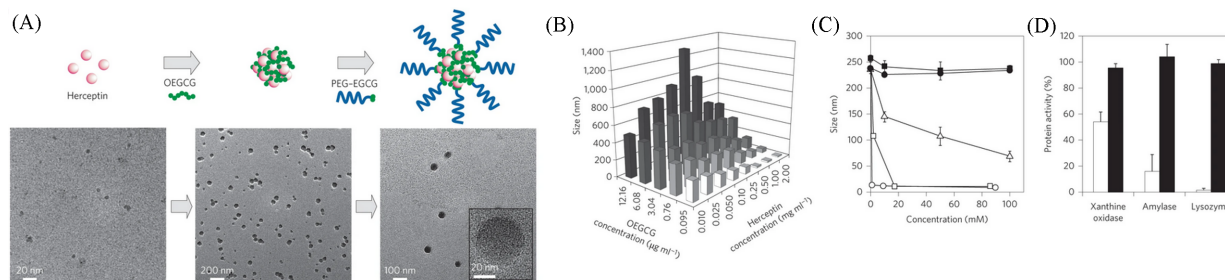 (A)
Herceptin
OEGCG
PEG–EGCG
20 nm
200 nm
100 nm
20 nm
(B)
Size (nm)
1,400
1,200
1,000
800
600
400
200
0
12.16
6.08
3.04
0.76
0.095
OEGCG
concentration (µg ml⁻¹)
0.010
0.025
0.050
0.10
0.25
0.50
1.00
2.00
Herceptin
concentration (mg ml⁻¹)
(C)
Size (nm)
300
250
200
150
100
50
0
0 20 40 60 80 100
Concentration (mM)
(D)
Protein activity (%)
120
100
80
60
40
20
0
Xanthine
oxidase
Amylase
Lysozym